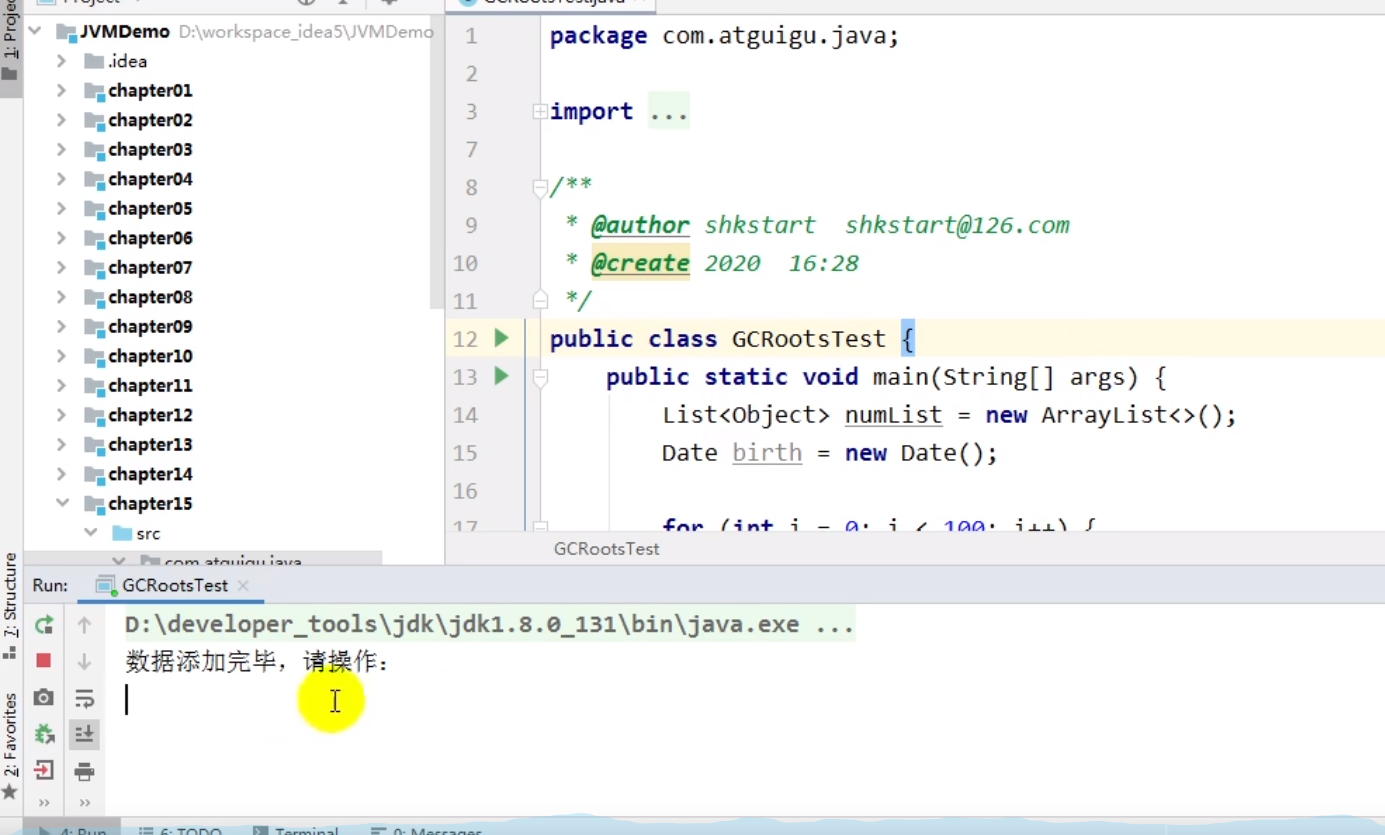 Project
GCRootsTest.java
1: Project
JVMDemo D:\workspace_idea5\JVMDemo
.idea
chapter01
chapter02
chapter03
chapter04
chapter05
chapter06
chapter07
chapter08
chapter09
chapter10
chapter11
chapter12
chapter13
chapter14
chapter15
src
com.atguigu.java
1 package com.atguigu.java;
2
3 import ...
7
8 /**
9 * @author shkstart shkstart@126.com
10 * @create 2020 16:28
11 */
12 public class GCRootsTest {
13 public static void main(String[] args) {
14 List<Object> numList = new ArrayList<>();
15 Date birth = new Date();
16
17 for (int i = 0; i < 100; i++) {
GCRootsTest
7: Structure
2: Favorites
Run: GCRootsTest
D:\developer_tools\jdk\jdk1.8.0_131\bin\java.exe ...
数据添加完毕，请操作：
4: Run 6: TODO Terminal 0: Messages